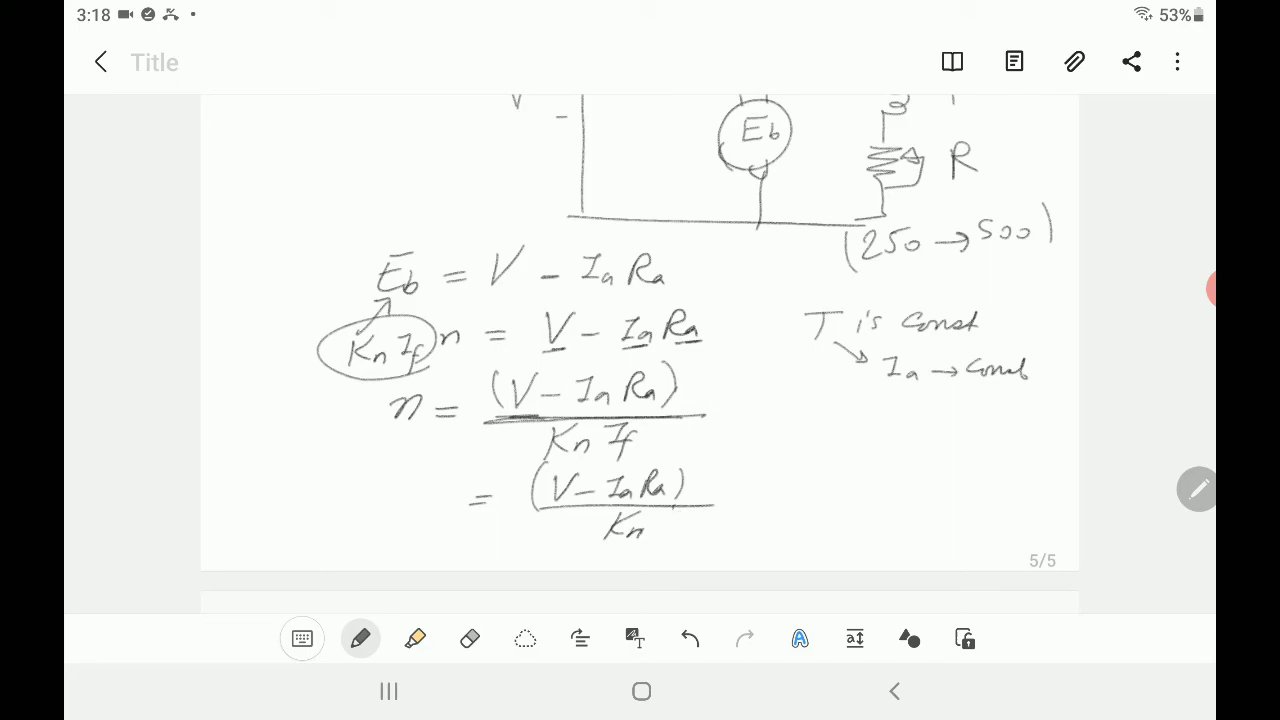 3:18
53%
Title
V
-
Eb
R
(250 → 500)
Eb = V - Ia Ra
Kn If n = V - Ia Ra
T is const
Ia → Const
n = (V - Ia Ra)
Kn If
= (V - Ia Ra)
Kn
5/5